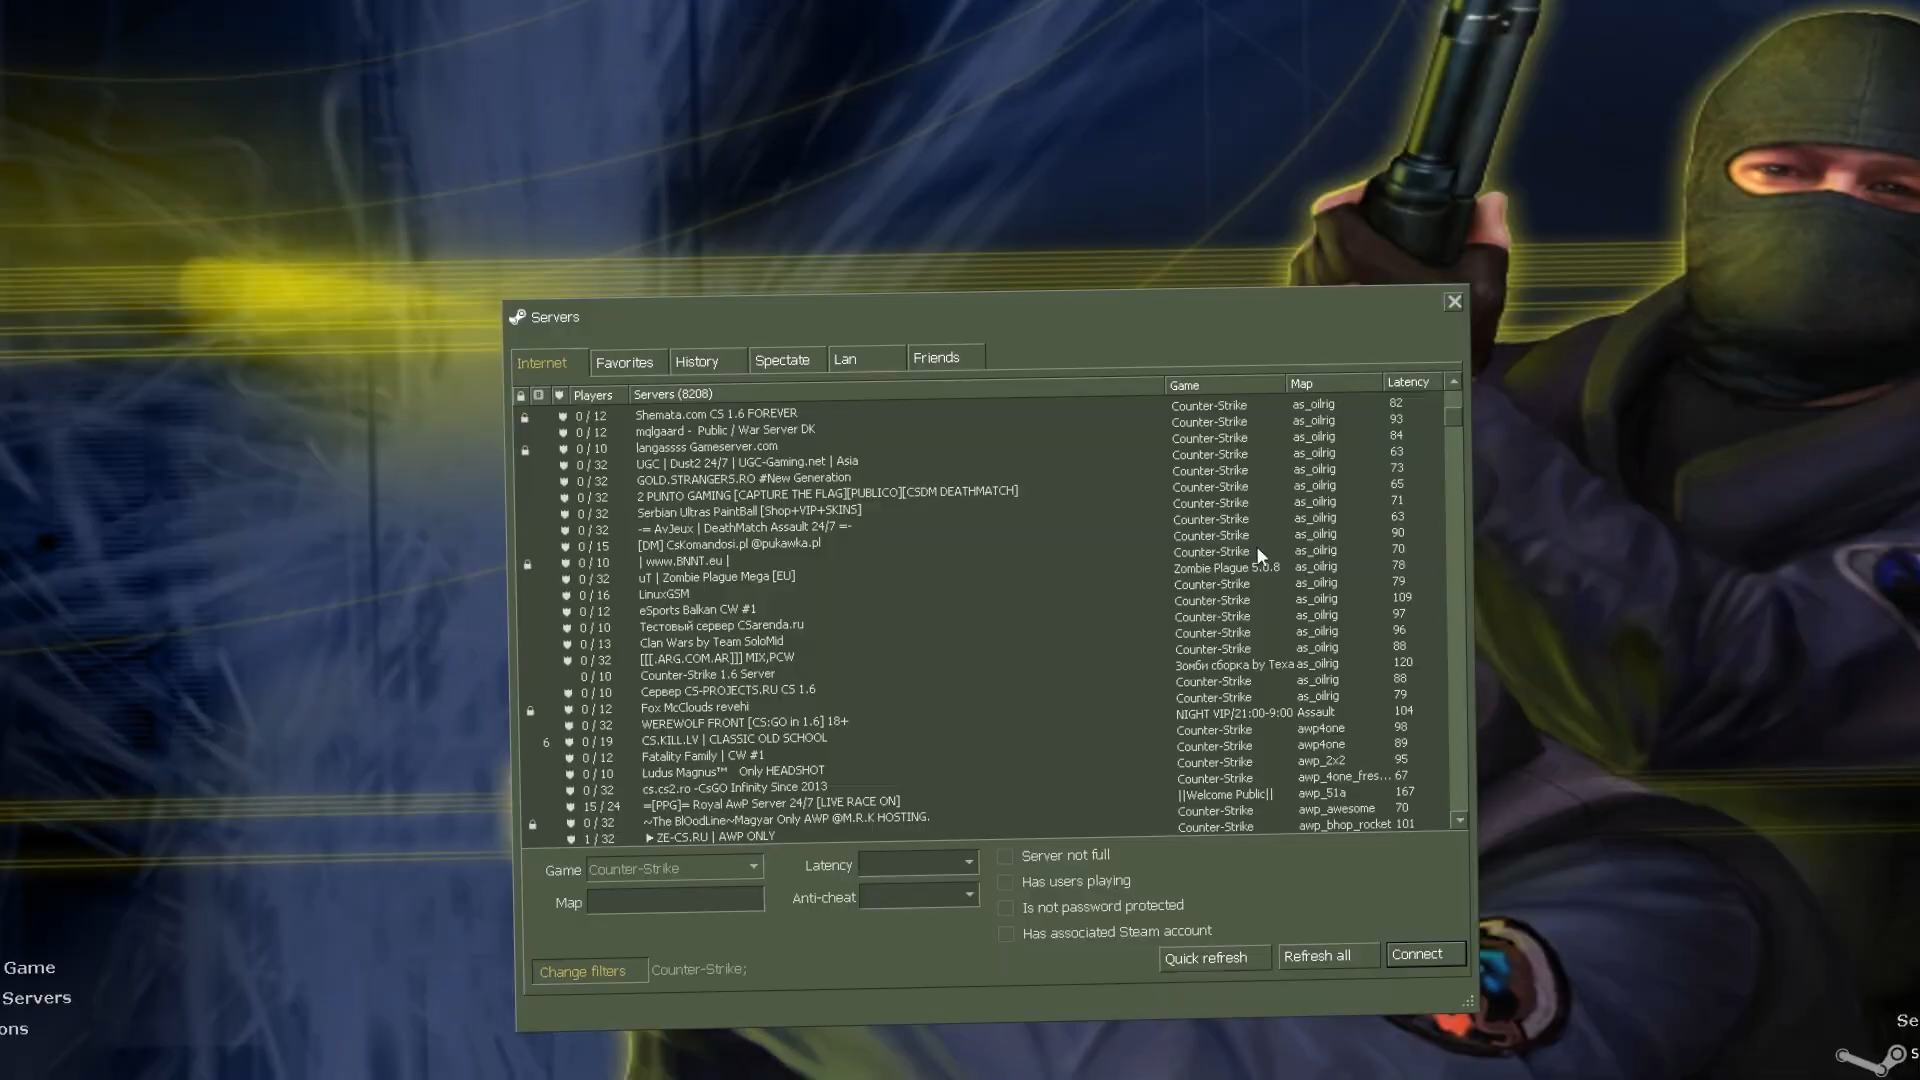 Servers
Internet Favorites History Spectate Lan Friends
Players Servers (8208) Game Map Latency
0 / 12 Shemata.com CS 1.6 FOREVER Counter-Strike as_oilrig 82
0 / 12 mqlgaard - Public / War Server DK Counter-Strike as_oilrig 93
0 / 10 langassss Gameserver.com Counter-Strike as_oilrig 84
0 / 32 UGC | Dust2 24/7 | UGC-Gaming.net | Asia Counter-Strike as_oilrig 63
0 / 32 GOLD.STRANGERS.RO #New Generation Counter-Strike as_oilrig 73
0 / 32 2 PUNTO GAMING [CAPTURE THE FLAG][PUBLICO][CSDM DEATHMATCH] Counter-Strike as_oilrig 65
0 / 32 Serbian Ultras PaintBall [Shop+VIP+SKINS] Counter-Strike as_oilrig 71
0 / 32 -= AvJeux | DeathMatch Assault 24/7 =- Counter-Strike as_oilrig 63
0 / 15 [DM] CsKomandosi.pl @pukawka.pl Counter-Strike as_oilrig 90
0 / 10 | www.BNNT.eu | Counter-Strike as_oilrig 70
0 / 32 uT | Zombie Plague Mega [EU] Zombie Plague 5.0.8 as_oilrig 78
0 / 16 LinuxGSM Counter-Strike as_oilrig 79
0 / 12 eSports Balkan CW #1 Counter-Strike as_oilrig 109
0 / 10 Тестовый сервер CSarenda.ru Counter-Strike as_oilrig 97
0 / 13 Clan Wars by Team SoloMid Counter-Strike as_oilrig 96
0 / 32 [[[.ARG.COM.AR]]] MIX,PCW Counter-Strike as_oilrig 88
0 / 10 Counter-Strike 1.6 Server Зомби сборка by Texa as_oilrig 120
0 / 10 Сервер CS-PROJECTS.RU CS 1.6 Counter-Strike as_oilrig 88
0 / 12 Fox McClouds revehi Counter-Strike as_oilrig 79
0 / 32 WEREWOLF FRONT [CS:GO in 1.6] 18+ NIGHT VIP/21:00-9:00 Assault 104
6 0 / 19 CS.KILL.LV | CLASSIC OLD SCHOOL Counter-Strike awp4one 98
0 / 12 Fatality Family | CW #1 Counter-Strike awp4one 89
0 / 10 Ludus Magnus™ Only HEADSHOT Counter-Strike awp_2x2 95
0 / 32 cs.cs2.ro -CsGO Infinity Since 2013 Counter-Strike awp_4one_fres... 67
15 / 24 =[PPG]= Royal AwP Server 24/7 [LIVE RACE ON] ||Welcome Public|| awp_51a 167
0 / 32 ~The BlOodLine~Magyar Only AWP @M.R.K HOSTING. Counter-Strike awp_awesome 70
1 / 32 ►ZE-CS.RU | AWP ONLY Counter-Strike awp_bhop_rocket 101
Game Counter-Strike Latency Server not full
Has users playing
Map Anti-cheat Is not password protected
Has associated Steam account
Change filters Counter-Strike; Quick refresh Refresh all Connect
Game
Servers
ons
Se
S